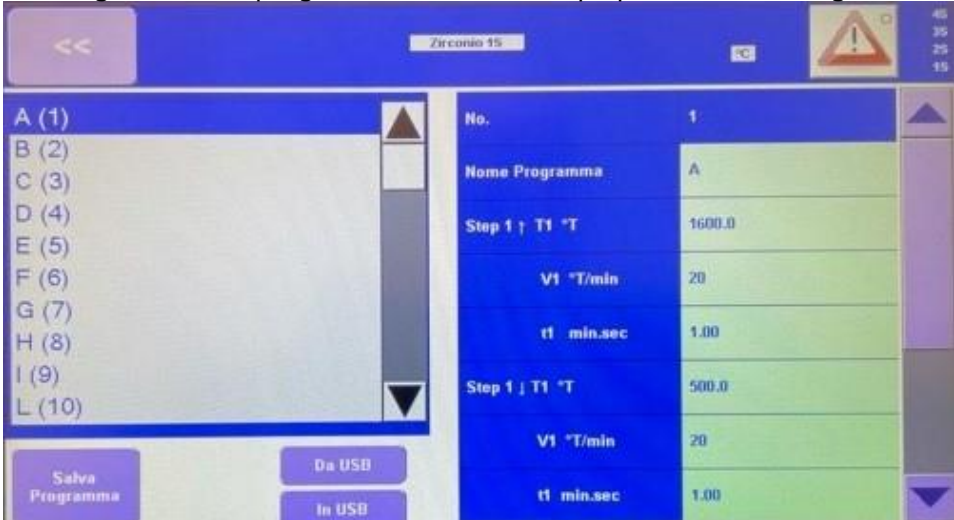 <<
Zirconio 15
°C
45
35
25
15
A (1)
B (2)
C (3)
D (4)
E (5)
F (6)
G (7)
H (8)
I (9)
L (10)
Salva
Programma
Da USB
In USB
No. 1
Nome Programma A
Step 1 ↑ T1 °T 1600.0
V1 °T/min 20
t1 min.sec 1.00
Step 1 ↓ T1 °T 500.0
V1 °T/min 20
t1 min.sec 1.00